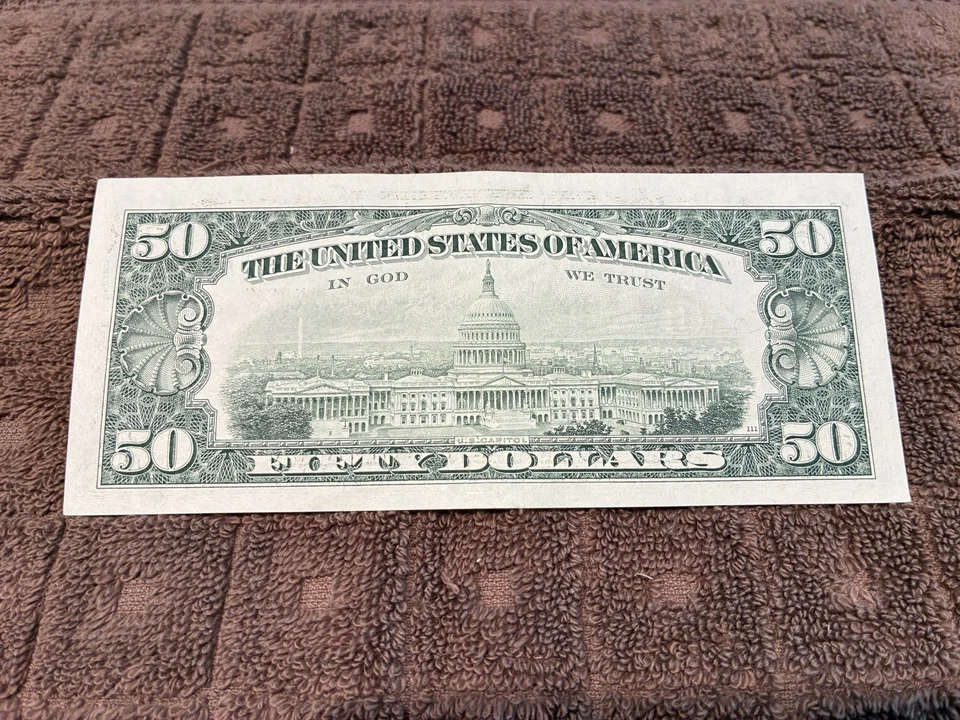 50 50
THE UNITED STATES OF AMERICA
IN GOD WE TRUST
111
U.S. CAPITOL
50 50
FIFTY DOLLARS